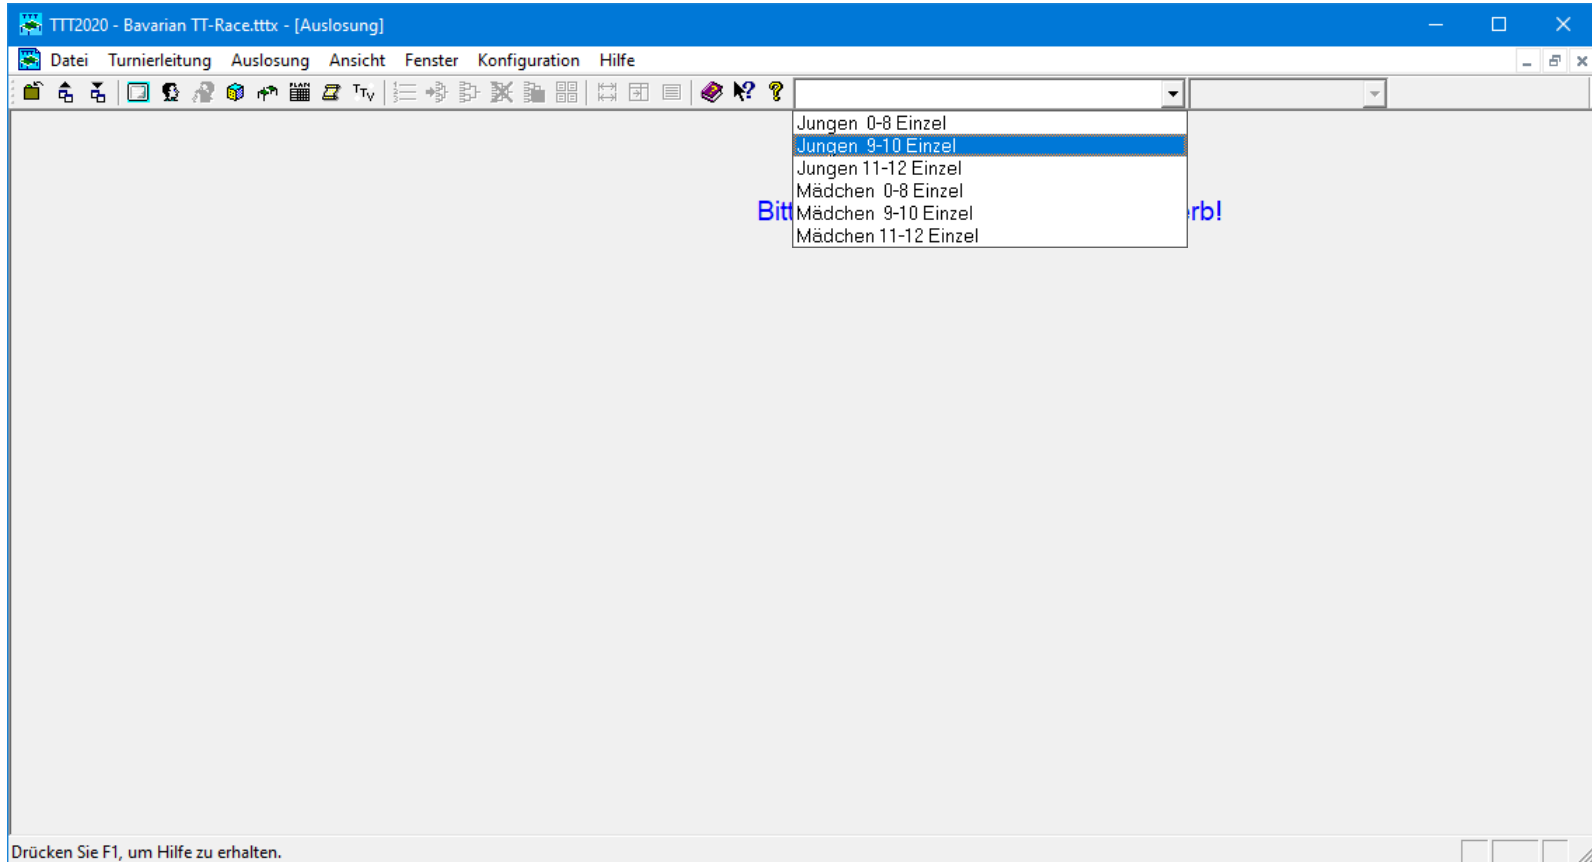 TTT2020 - Bavarian TT-Race.tttx - [Auslosung]
Datei Turnierleitung Auslosung Ansicht Fenster Konfiguration Hilfe
Jungen 0-8 Einzel
Jungen 9-10 Einzel
Jungen 11-12 Einzel
Mädchen 0-8 Einzel
Mädchen 9-10 Einzel
Mädchen 11-12 Einzel
Drücken Sie F1, um Hilfe zu erhalten.